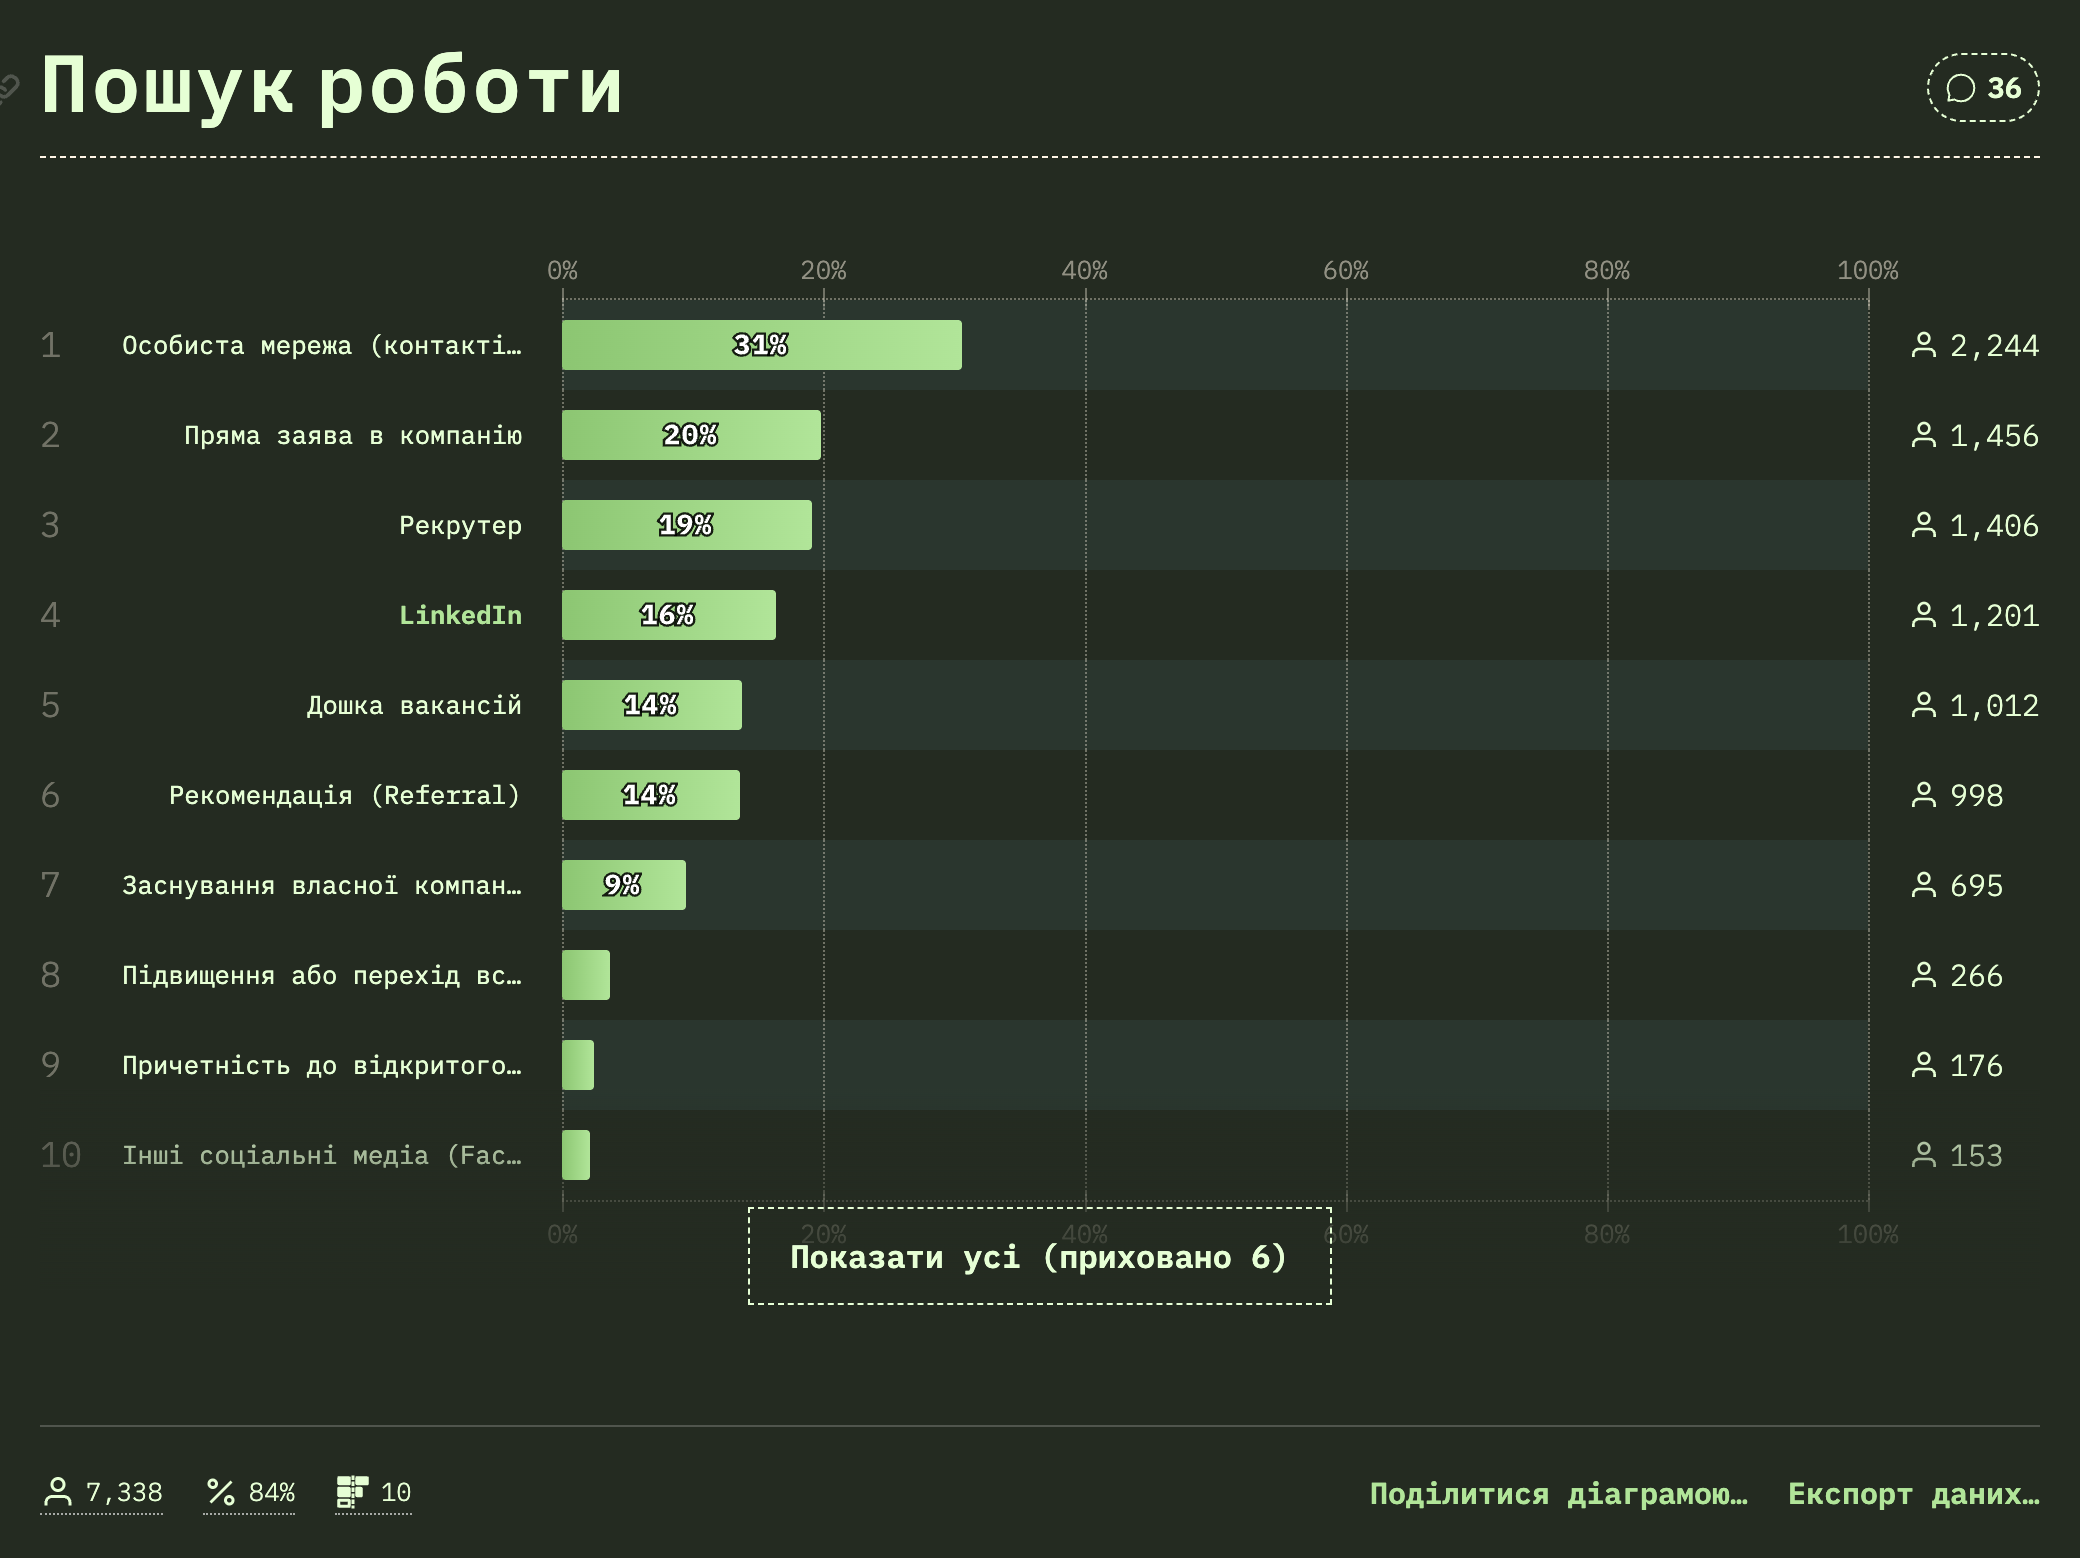 Пошук роботи
36
0% 20% 40% 60% 80% 100%
1 Особиста мережа (контакті… 31% 2,244
2 Пряма заява в компанію 20% 1,456
3 Рекрутер 19% 1,406
4 LinkedIn 16% 1,201
5 Дошка вакансій 14% 1,012
6 Рекомендація (Referral) 14% 998
7 Заснування власної компан… 9% 695
8 Підвищення або перехід вс… 266
9 Причетність до відкритого… 176
10 Інші соціальні медіа (Fac… 153
0% 20% 40% 60% 80% 100%
Показати усі (приховано 6)
7,338 84% 10 Поділитися діаграмою… Експорт даних…